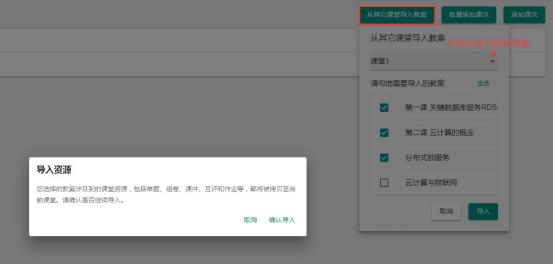 从其它课堂导入教案
批量添加课次
添加课次
从其它课堂导入教案
课堂1
请勾选需要导入的教案
全选
第一课 关键数据库服务RDS
第二课 云计算的概念
分布式的服务
云计算与物联网
取消
导入
导入资源
您选择的教案涉及到的课堂资源，包括单题、组卷、课件、互评和作业等，都将被拷贝至当
前课堂。请确认是否继续导入。
取消
确认导入